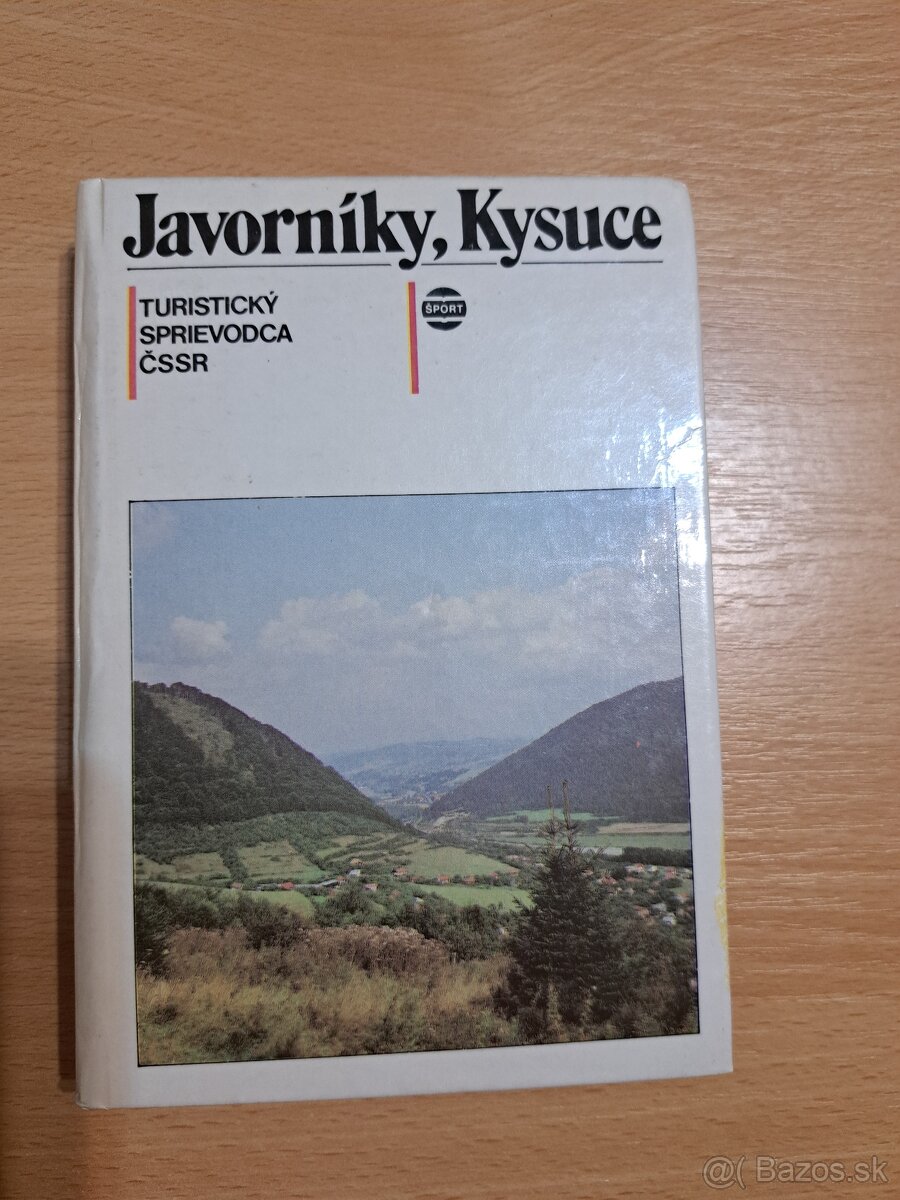 Javorníky, Kysuce
TURISTICKÝ
SPRIEVODCA
ČSSR
ŠPORT
@( Bazos.sk